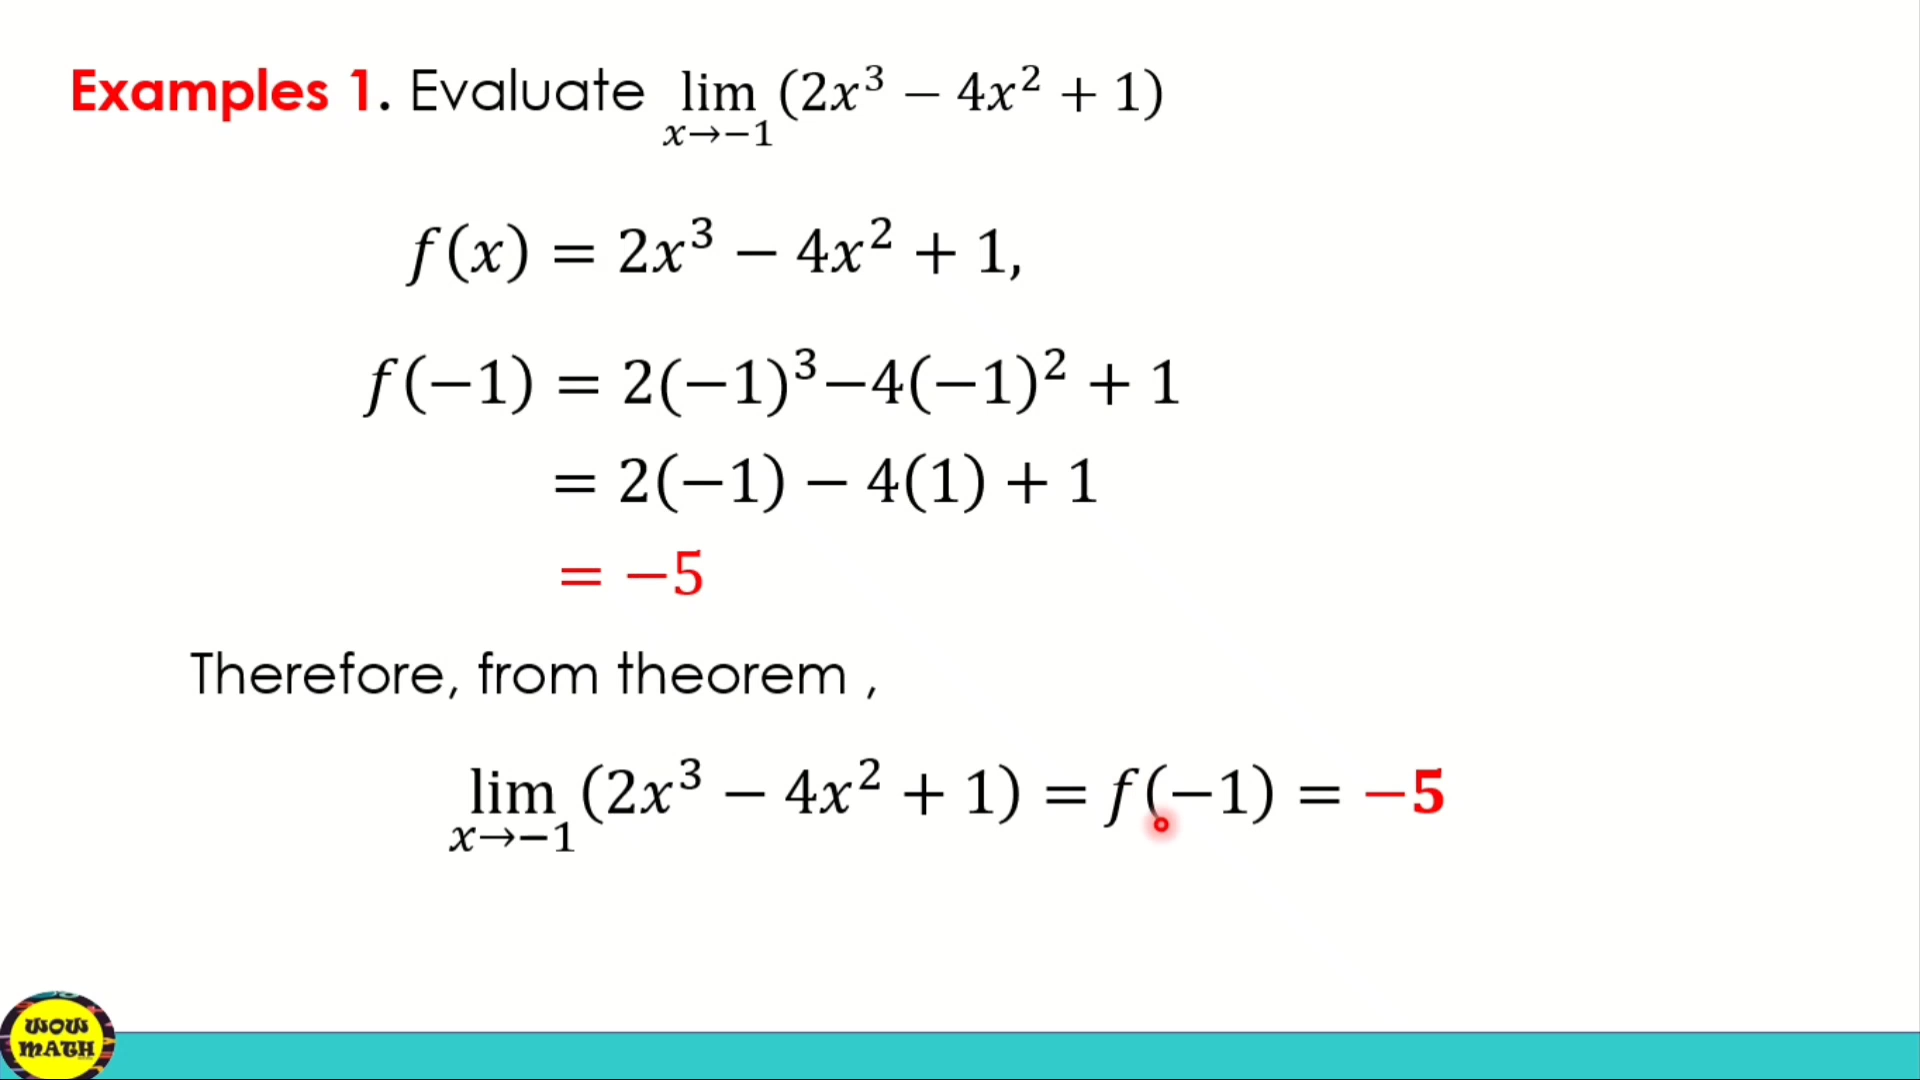 Examples 1. Evaluate lim (2x³ − 4x² + 1)
x→−1
f(x) = 2x³ − 4x² + 1,
f(−1) = 2(−1)³−4(−1)² + 1
= 2(−1) − 4(1) + 1
= −5
Therefore, from theorem ,
lim (2x³ − 4x² + 1) = f(−1) = −5
x→−1
WOW
MATH